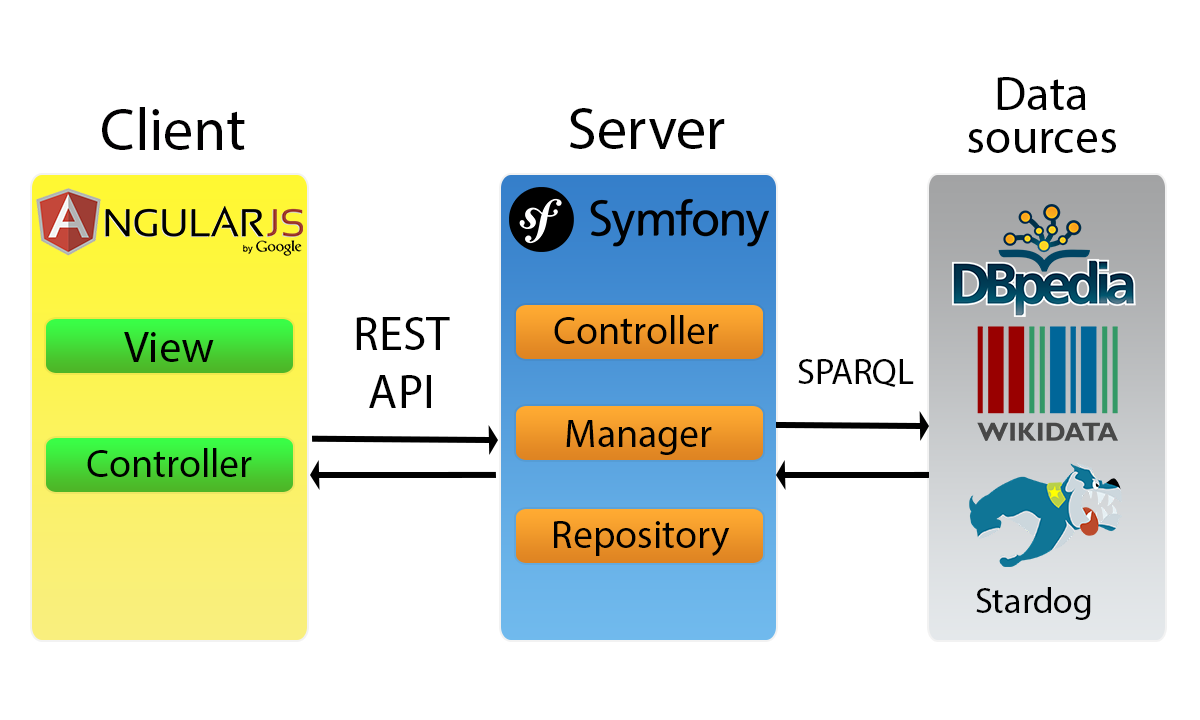 Client
ANGULARJS
by Google
View
Controller
REST
API
Server
sf Symfony
Controller
Manager
Repository
SPARQL
Data
sources
DBpedia
WIKIDATA
Stardog